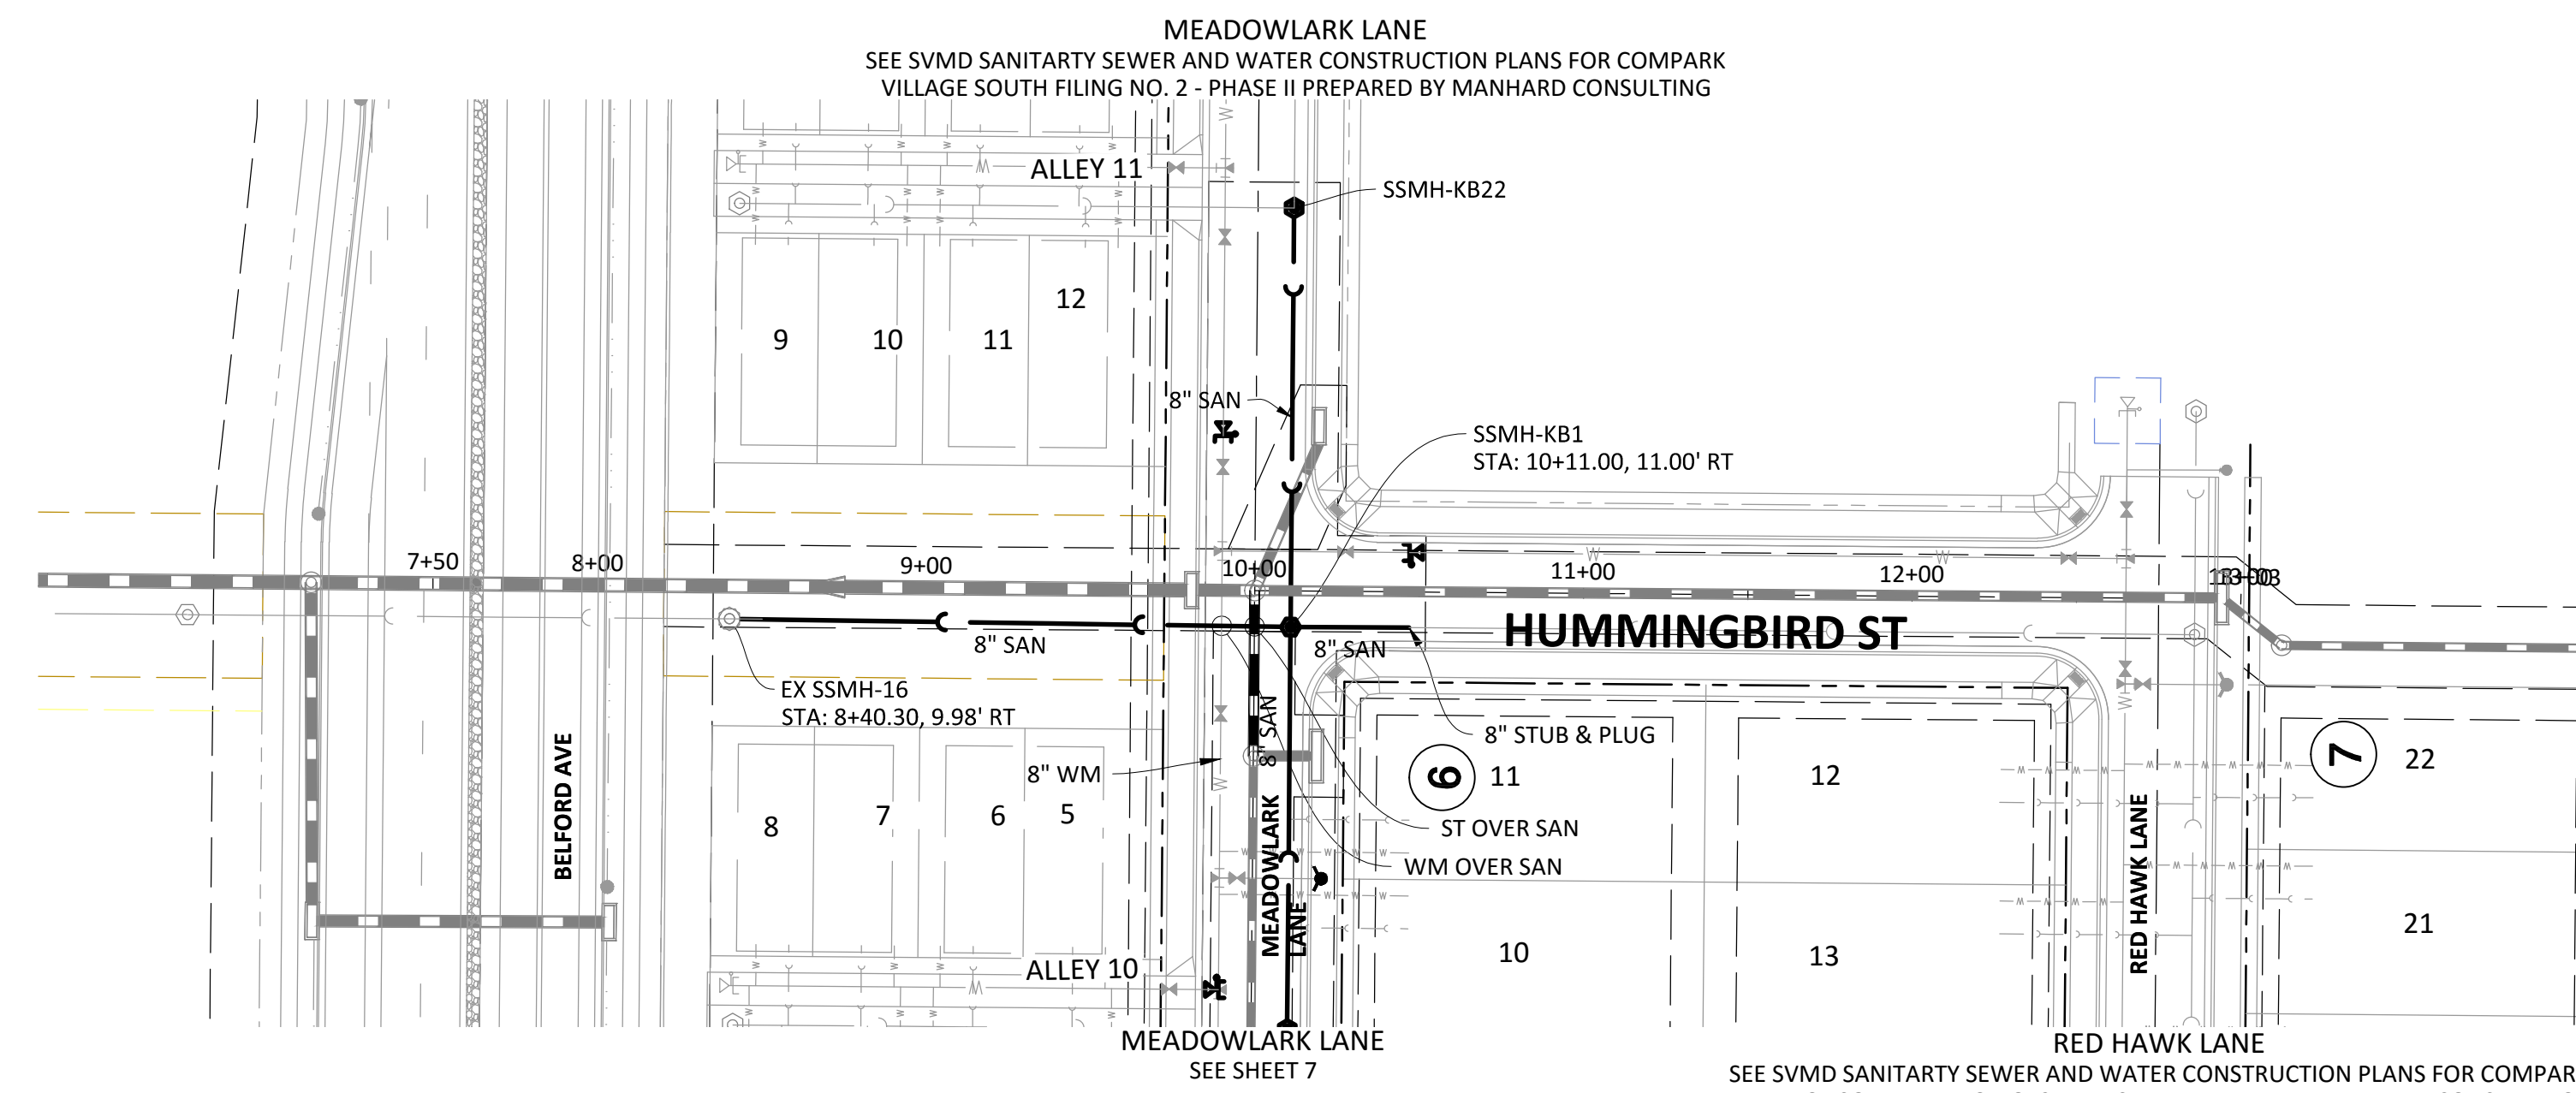 MEADOWLARK LANE
SEE SVMD SANITARTY SEWER AND WATER CONSTRUCTION PLANS FOR COMPARK
VILLAGE SOUTH FILING NO. 2 - PHASE II PREPARED BY MANHARD CONSULTING
ALLEY 11
SSMH-KB22
12
9
10
11
8" SAN
SSMH-KB1
STA: 10+11.00, 11.00' RT
7+50
8+00
9+00
10+00
11+00
12+00
HUMMINGBIRD ST
8" SAN
8" SAN
EX SSMH-16
STA: 8+40.30, 9.98' RT
8" SAN
8" STUB & PLUG
BELFORD AVE
8" WM
6
11
12
7
22
8
7
6
5
ST OVER SAN
WM OVER SAN
MEADOWLARK
LANE
RED HAWK LANE
21
10
13
ALLEY 10
MEADOWLARK LANE
SEE SHEET 7
RED HAWK LANE
SEE SVMD SANITARTY SEWER AND WATER CONSTRUCTION PLANS FOR COMPAR